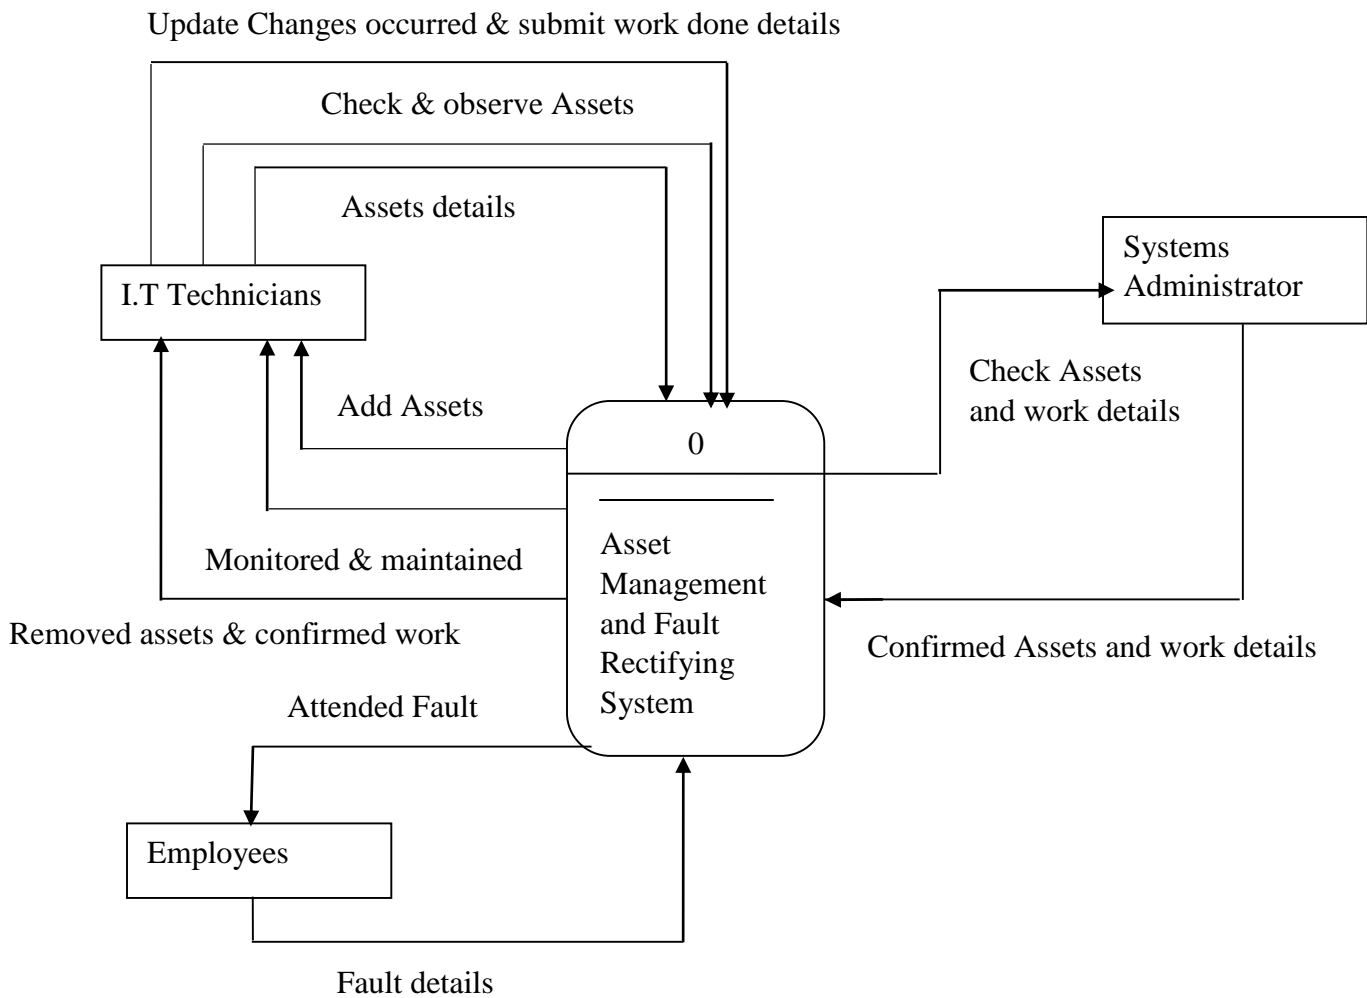 Update Changes occurred & submit work done details
Check & observe Assets
Assets details
Systems
Administrator
I.T Technicians
Check Assets
and work details
Add Assets
0
Monitored & maintained
Asset
Management
and Fault
Rectifying
System
Removed assets & confirmed work
Confirmed Assets and work details
Attended Fault
Employees
Fault details